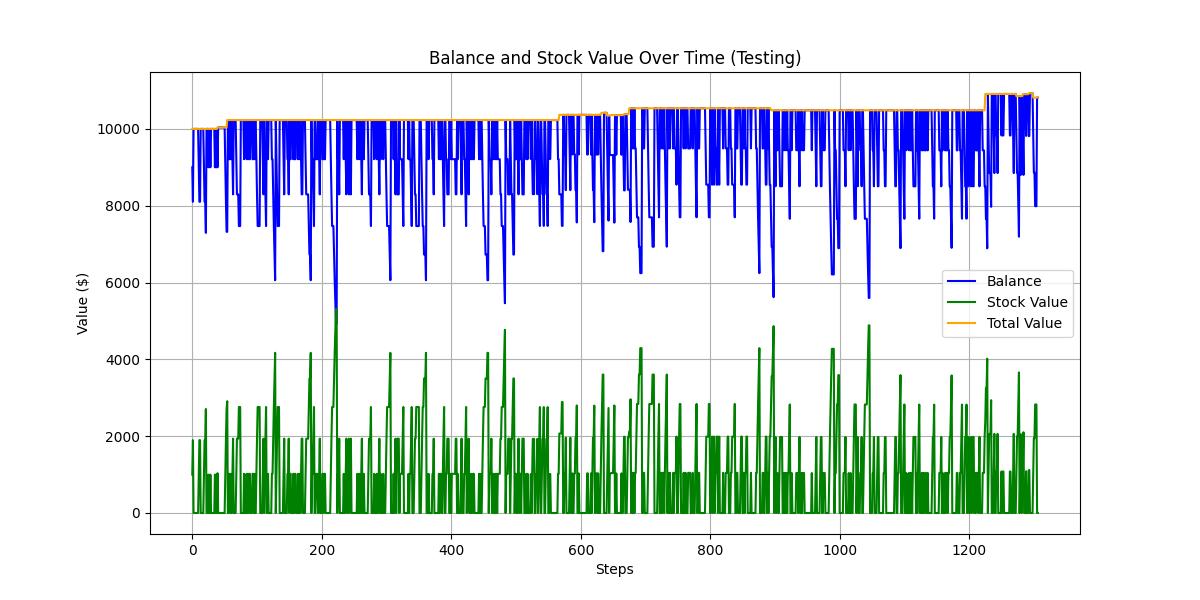 Balance and Stock Value Over Time (Testing)
Value ($)
10000
8000
6000
4000
2000
0
Balance
Stock Value
Total Value
0 200 400 600 800 1000 1200
Steps